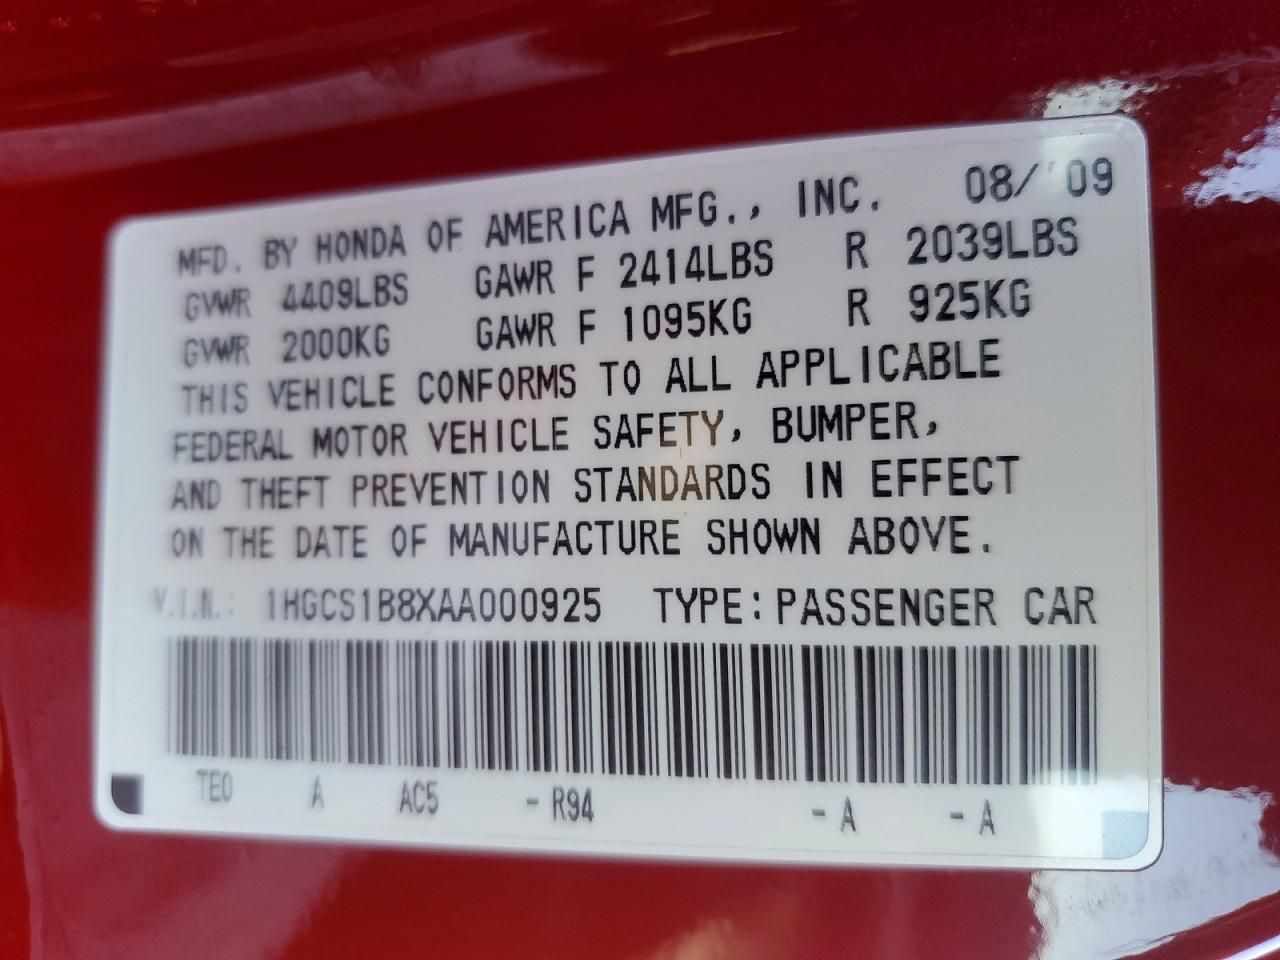 MFD. BY HONDA OF AMERICA MFG., INC. 08/'09
GVWR 4409LBS GAWR F 2414LBS R 2039LBS
GVWR 2000KG GAWR F 1095KG R 925KG
THIS VEHICLE CONFORMS TO ALL APPLICABLE
FEDERAL MOTOR VEHICLE SAFETY, BUMPER,
AND THEFT PREVENTION STANDARDS IN EFFECT
ON THE DATE OF MANUFACTURE SHOWN ABOVE.
V.I.N.: 1HGCS1B8XAA000925 TYPE: PASSENGER CAR
TE0 A AC5 - R94 - A - A